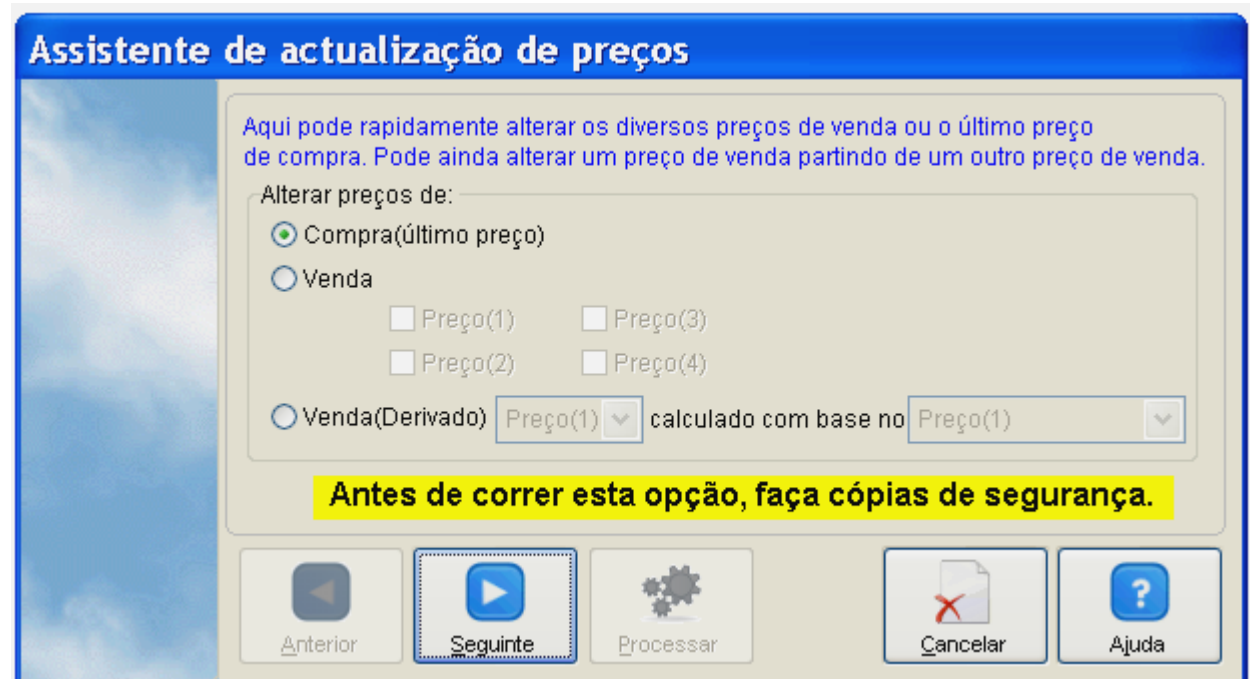 Assistente de actualização de preços
Aqui pode rapidamente alterar os diversos preços de venda ou o último preço
de compra. Pode ainda alterar um preço de venda partindo de um outro preço de venda.
Alterar preços de:
Compra(último preço)
Venda
Preço(1) Preço(3)
Preço(2) Preço(4)
Venda(Derivado) Preço(1) calculado com base no Preço(1)
Antes de correr esta opção, faça cópias de segurança.
Anterior Seguinte Processar Cancelar Ajuda
?